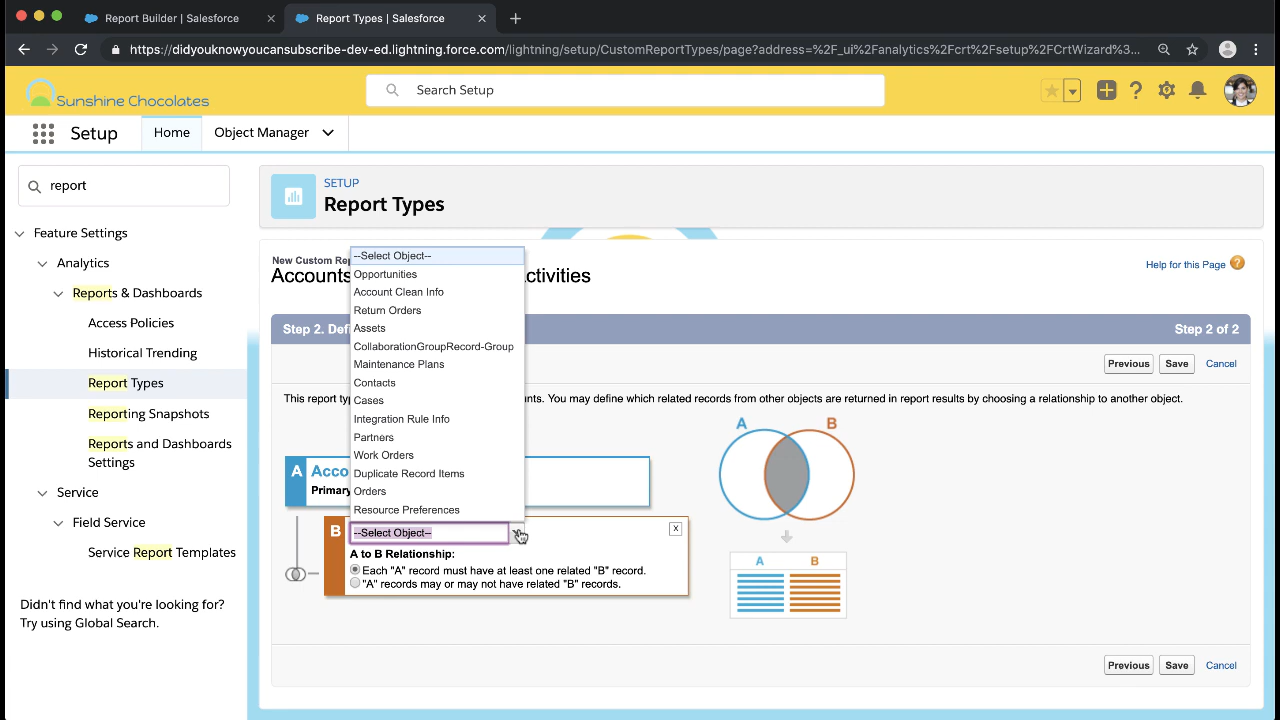 Report Builder | Salesforce
Report Types | Salesforce
https://didyouknowyoucansubscribe-dev-ed.lightning.force.com/lightning/setup/CustomReportTypes/page?address=%2F_ui%2Fanalytics%2Fcrt%2Fsetup%2FCrtWizard%3...
Sunshine Chocolates
Search Setup
Setup
Home
Object Manager
report
Feature Settings
Analytics
Reports & Dashboards
Access Policies
Historical Trending
Report Types
Reporting Snapshots
Reports and Dashboards
Settings
Service
Field Service
Service Report Templates
Didn't find what you're looking for?
Try using Global Search.
SETUP
Report Types
New Custom Rep
Accounts
ctivities
Help for this Page
Step 2. Defi
Step 2 of 2
Previous
Save
Cancel
This report ty
nts. You may define which related records from other objects are returned in report results by choosing a relationship to another object.
A
Acco
Primary
--Select Object--
Opportunities
Account Clean Info
Return Orders
Assets
CollaborationGroupRecord-Group
Maintenance Plans
Contacts
Cases
Integration Rule Info
Partners
Work Orders
Duplicate Record Items
Orders
Resource Preferences
B
--Select Object--
X
A to B Relationship:
Each "A" record must have at least one related "B" record.
"A" records may or may not have related "B" records.
A
B
A
B
Previous
Save
Cancel